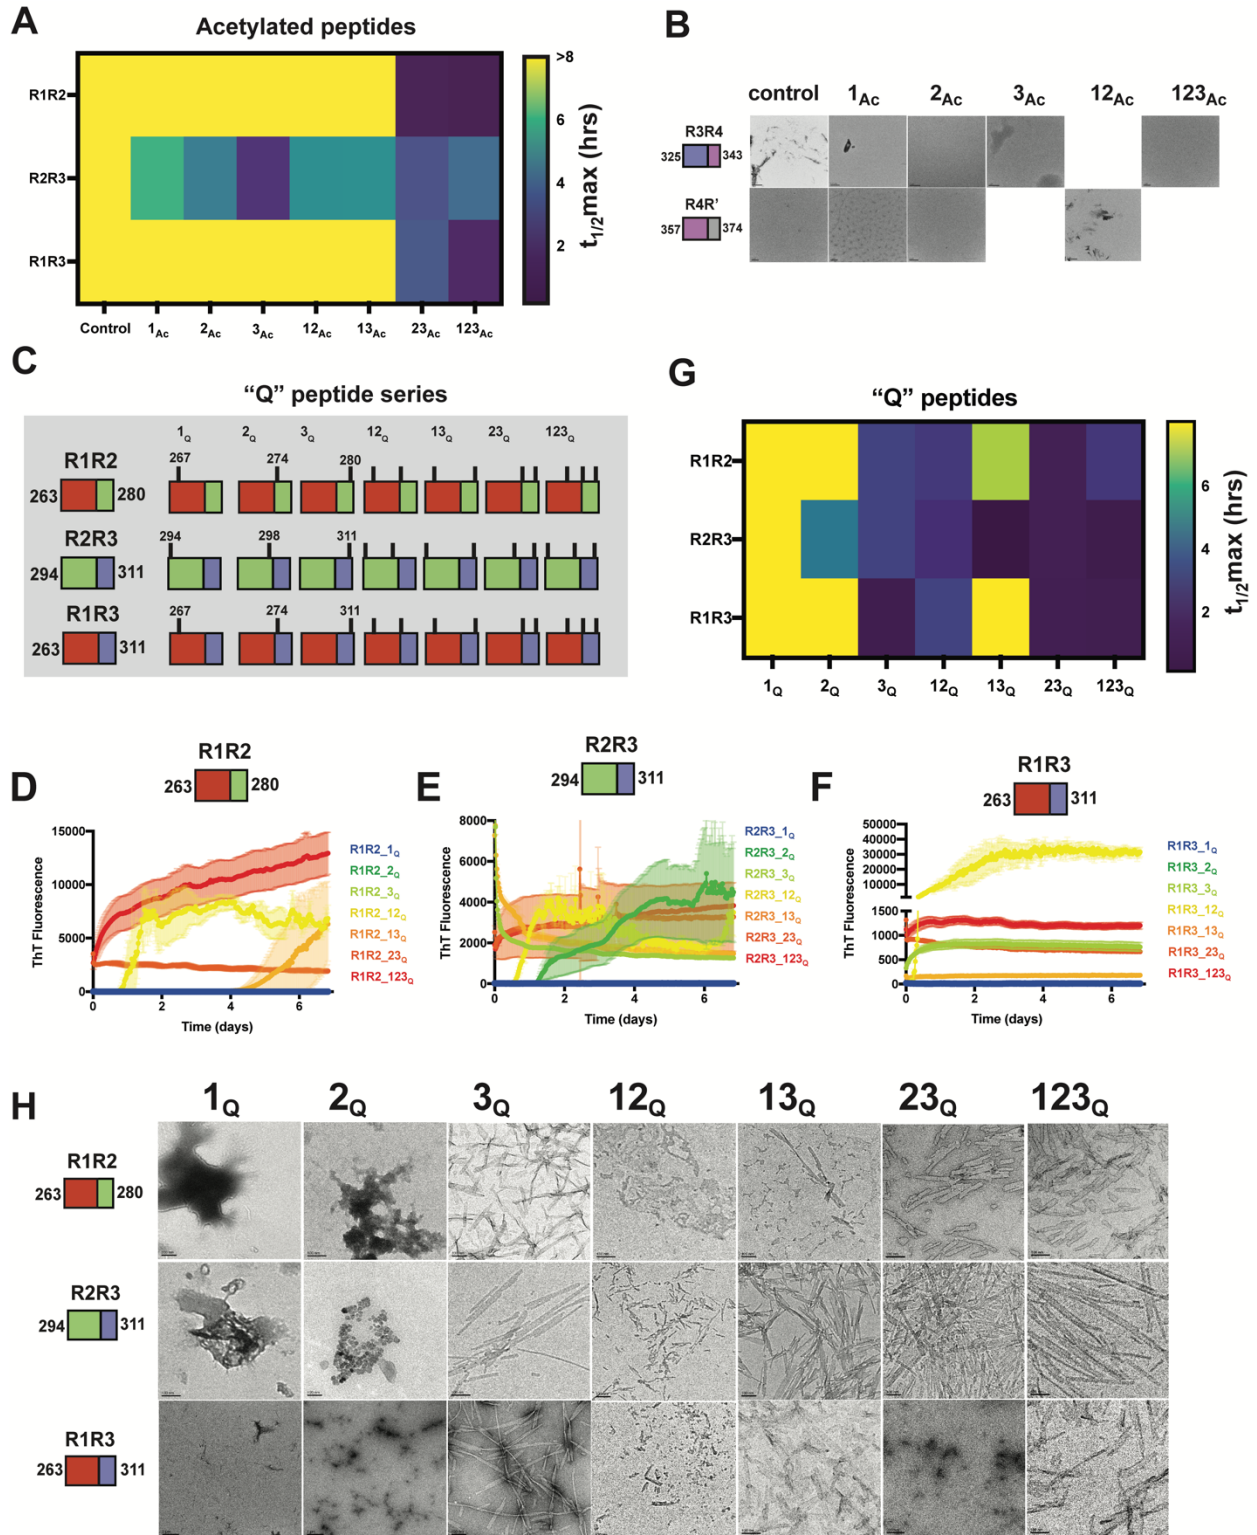 A
Acetylated peptides
R1R2
R2R3
R1R3
Control 1Ac 2Ac 3Ac 12Ac 13Ac 23Ac 123Ac
>8
6
4
2
t1/2max (hrs)
B
control 1Ac 2Ac 3Ac 12Ac 123Ac
R3R4
325 343
R4R'
357 374
C
“Q” peptide series
1Q 2Q 3Q 12Q 13Q 23Q 123Q
R1R2
263 280
267 274 280
R2R3
294 311
294 298 311
R1R3
263 311
267 274 311
G
“Q” peptides
R1R2
R2R3
R1R3
1Q 2Q 3Q 12Q 13Q 23Q 123Q
6
4
2
t1/2max (hrs)
D
R1R2
263 280
15000
10000
5000
0
ThT Fluorescence
0 2 4 6
Time (days)
R1R2_1Q
R1R2_2Q
R1R2_3Q
R1R2_12Q
R1R2_13Q
R1R2_23Q
R1R2_123Q
E
R2R3
294 311
8000
6000
4000
2000
0
ThT Fluorescence
0 2 4 6
Time (days)
R2R3_1Q
R2R3_2Q
R2R3_3Q
R2R3_12Q
R2R3_13Q
R2R3_23Q
R2R3_123Q
F
R1R3
263 311
50000
40000
30000
20000
10000
1500
1000
500
0
ThT Fluorescence
0 2 4 6
Time (days)
R1R3_1Q
R1R3_2Q
R1R3_3Q
R1R3_12Q
R1R3_13Q
R1R3_23Q
R1R3_123Q
H
1Q 2Q 3Q 12Q 13Q 23Q 123Q
R1R2
263 280
R2R3
294 311
R1R3
263 311